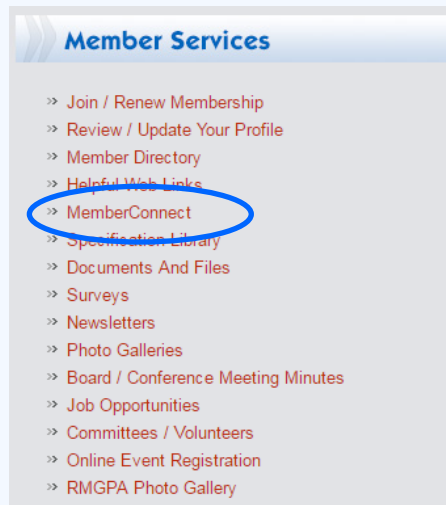 Member Services
» Join / Renew Membership
» Review / Update Your Profile
» Member Directory
» Helpful Web Links
» MemberConnect
» Specification Library
» Documents And Files
» Surveys
» Newsletters
» Photo Galleries
» Board / Conference Meeting Minutes
» Job Opportunities
» Committees / Volunteers
» Online Event Registration
» RMGPA Photo Gallery